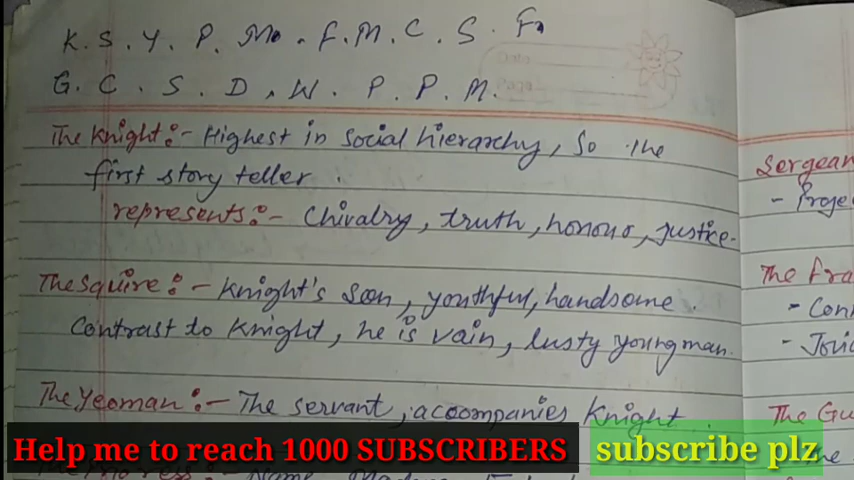 K. S. Y. P. Mo. F. M. C. S. Fr
G. C. S. D. W. P. P. M.
The Knight:- Highest in social hierarchy, so the
first story teller.
represents:- Chivalry, truth, honour, justice.
The Squire:- Knight's son, youthful, handsome.
Contrast to Knight, he is vain, lusty young man.
The Yeoman:- The servant, accompanies Knight.
Sergean
- Proje
The Fra
- Con
- Jovi
The Gu
Help me to reach 1000 SUBSCRIBERS
subscribe plz